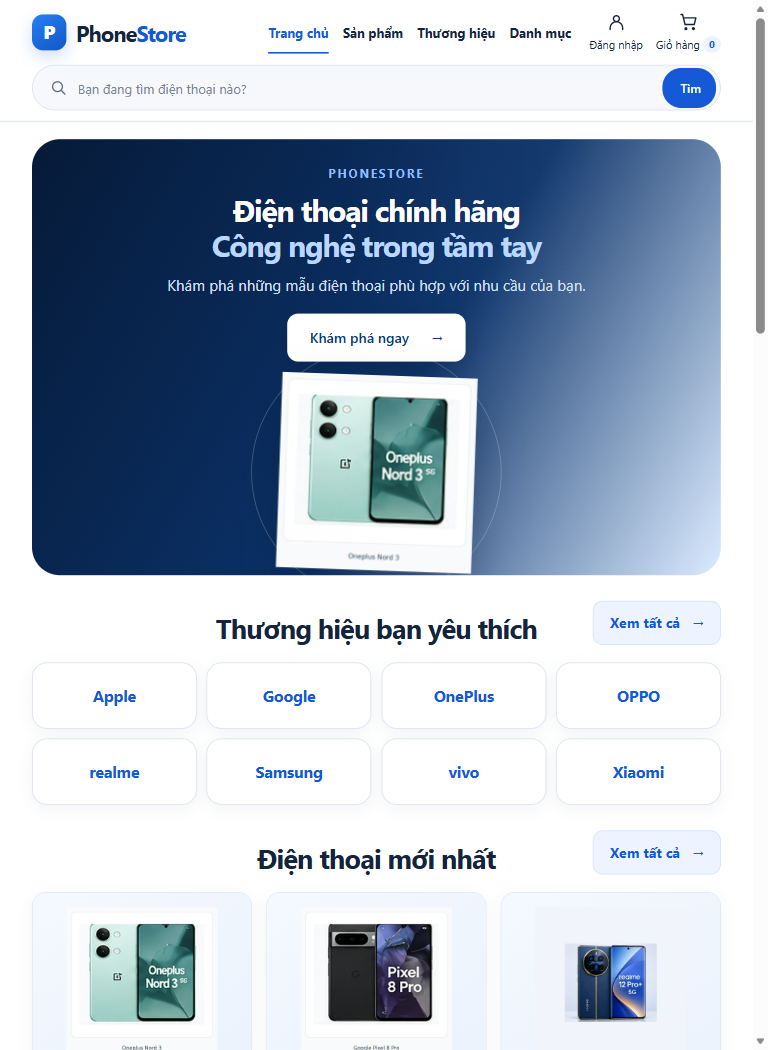 P PhoneStore
Trang chủ Sản phẩm Thương hiệu Danh mục Đăng nhập Giỏ hàng 0
Bạn đang tìm điện thoại nào? Tìm
PHONESTORE
Điện thoại chính hãng
Công nghệ trong tầm tay
Khám phá những mẫu điện thoại phù hợp với nhu cầu của bạn.
Khám phá ngay →
Oneplus
Nord 3 5G
Oneplus Nord 3
Thương hiệu bạn yêu thích
Xem tất cả →
Apple Google OnePlus OPPO
realme Samsung vivo Xiaomi
Điện thoại mới nhất
Xem tất cả →
Oneplus
Nord 3 5G
Oneplus Nord 3
Pixel
8 Pro
Google Pixel 8 Pro
realme
12 Pro+
5G